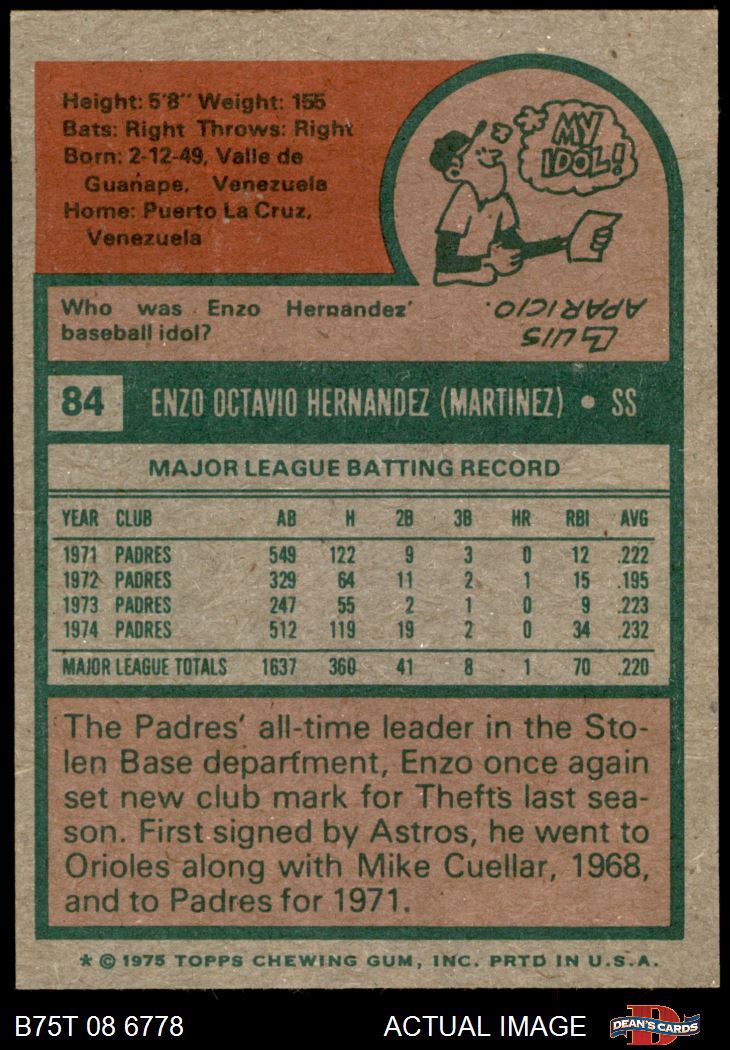 Height: 5'8" Weight: 155
Bats: Right Throws: Right
Born: 2-12-49, Valle de
Guanape, Venezuela
Home: Puerto La Cruz,
Venezuela
MY
IDOL!
Who was Enzo Hernandez'
baseball idol?
LUIS
APARICIO.
84 ENZO OCTAVIO HERNANDEZ (MARTINEZ) • SS
MAJOR LEAGUE BATTING RECORD
YEAR CLUB AB H 2B 3B HR RBI AVG
1971 PADRES 549 122 9 3 0 12 .222
1972 PADRES 329 64 11 2 1 15 .195
1973 PADRES 247 55 2 1 0 9 .223
1974 PADRES 512 119 19 2 0 34 .232
MAJOR LEAGUE TOTALS 1637 360 41 8 1 70 .220
The Padres' all-time leader in the Sto-
len Base department, Enzo once again
set new club mark for Thefts last sea-
son. First signed by Astros, he went to
Orioles along with Mike Cuellar, 1968,
and to Padres for 1971.
* © 1975 TOPPS CHEWING GUM, INC. PRTD IN U.S.A.
B75T 08 6778 ACTUAL IMAGE
D
DEAN'S CARDS